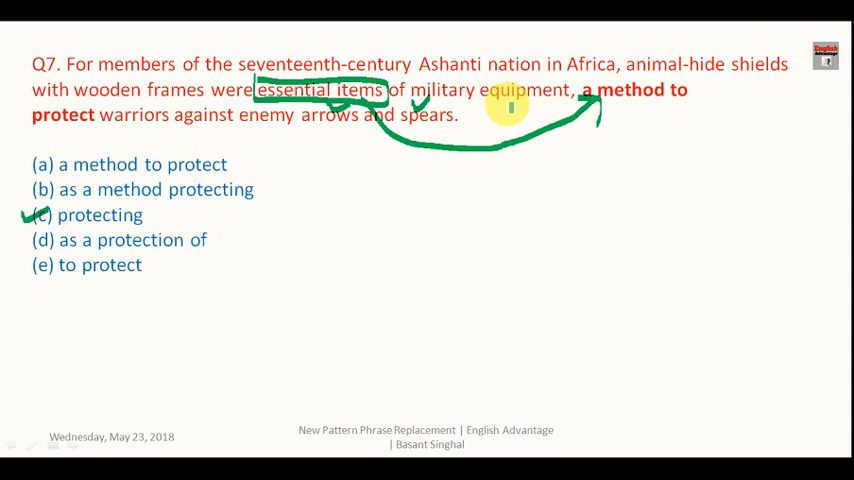 Q7. For members of the seventeenth-century Ashanti nation in Africa, animal-hide shields
with wooden frames were essential items of military equipment, a method to
protect warriors against enemy arrows and spears.
(a) a method to protect
(b) as a method protecting
(c) protecting
(d) as a protection of
(e) to protect
Wednesday, May 23, 2018
New Pattern Phrase Replacement | English Advantage
| Basant Singhal
English
Advantage